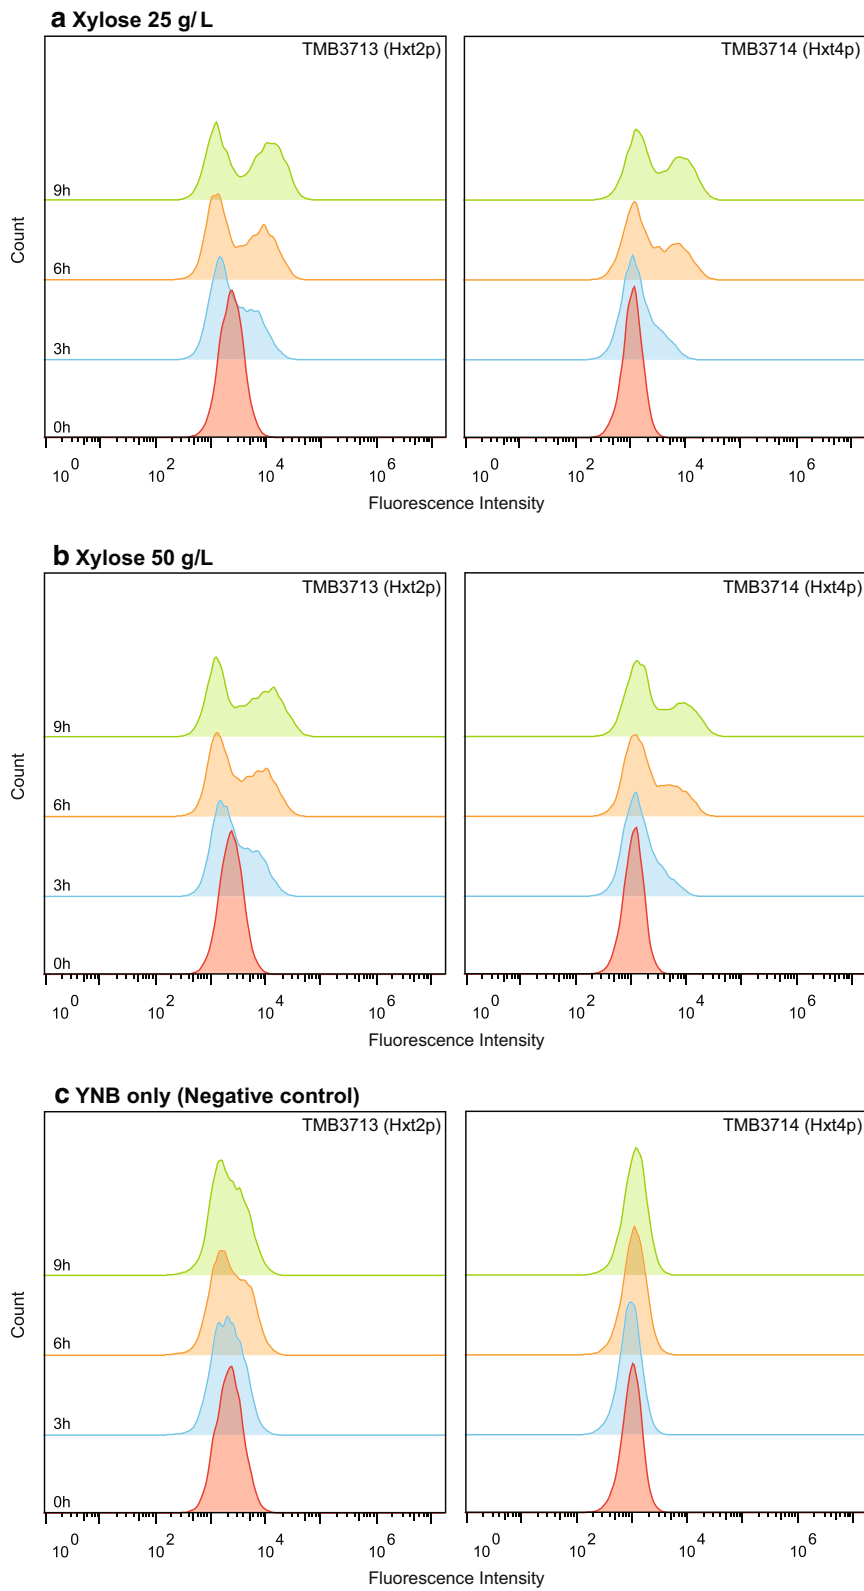 a Xylose 25 g/L
TMB3713 (Hxt2p)
TMB3714 (Hxt4p)
Count
9h
6h
3h
0h
10^0 10^2 10^4 10^6
10^0 10^2 10^4 10^6
Fluorescence Intensity
b Xylose 50 g/L
TMB3713 (Hxt2p)
TMB3714 (Hxt4p)
Count
9h
6h
3h
0h
10^0 10^2 10^4 10^6
10^0 10^2 10^4 10^6
Fluorescence Intensity
c YNB only (Negative control)
TMB3713 (Hxt2p)
TMB3714 (Hxt4p)
Count
9h
6h
3h
0h
10^0 10^2 10^4 10^6
10^0 10^2 10^4 10^6
Fluorescence Intensity